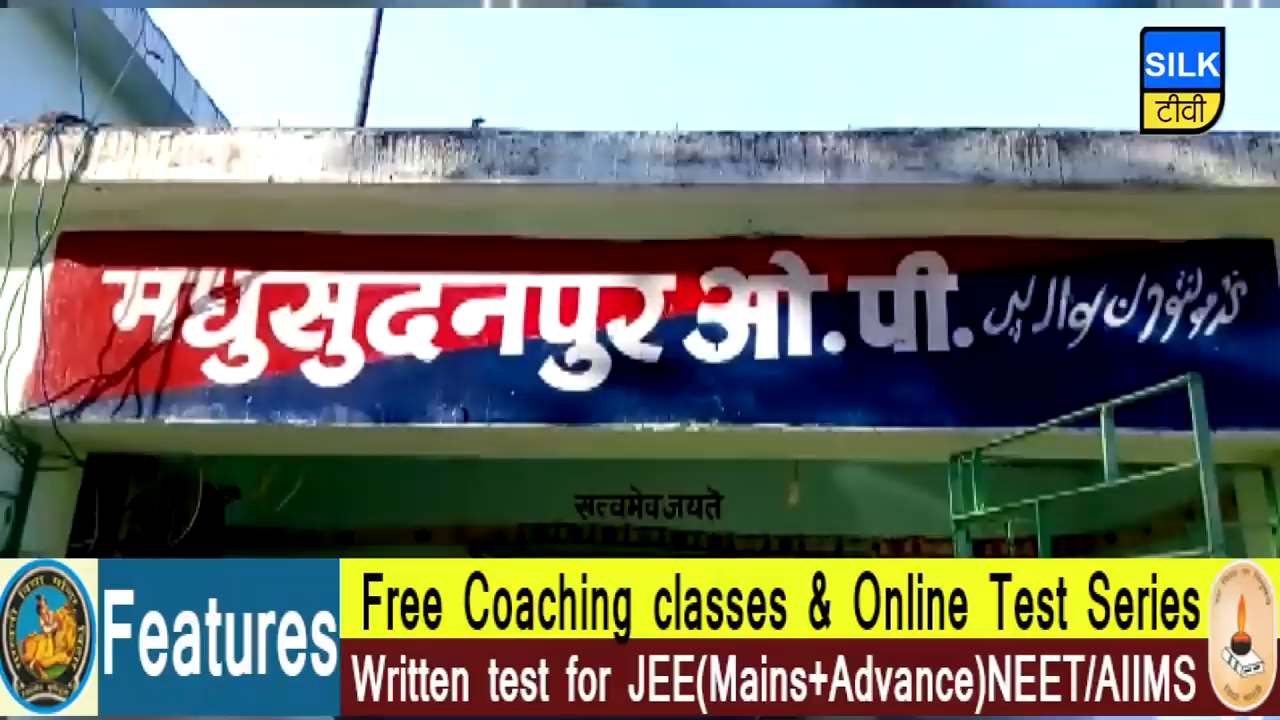 SILK
टीवी
मधुसुदनपुर ओ.पी.
सत्वमेव जयते
Features
Free Coaching classes & Online Test Series
Written test for JEE(Mains+Advance)NEET/AIIMS